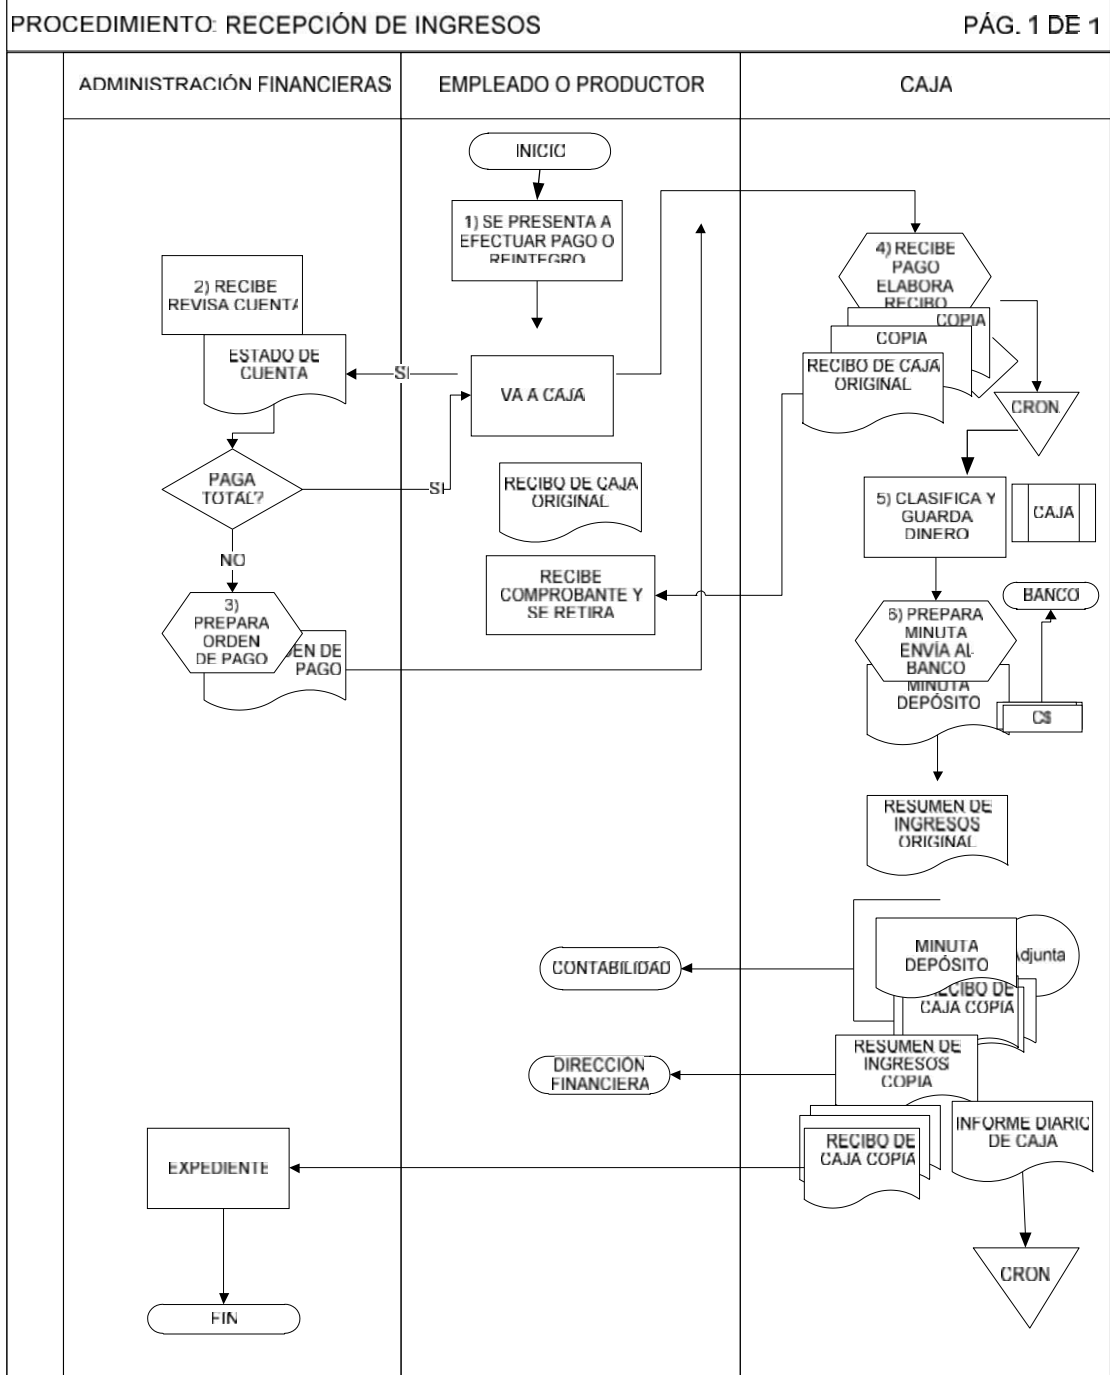 PROCEDIMIENTO: RECEPCIÓN DE INGRESOS
PÁG. 1 DE 1
ADMINISTRACIÓN FINANCIERAS
EMPLEADO O PRODUCTOR
CAJA
INICIO
1) SE PRESENTA A
EFECTUAR PAGO O
REINTEGRO
2) RECIBE
REVISA CUENTA
ESTADO DE
CUENTA
SI
VA A CAJA
4) RECIBE
PAGO
ELABORA
RECIBO
COPIA
COPIA
RECIBO DE CAJA
ORIGINAL
CRON
PAGA
TOTAL?
SI
NO
RECIBO DE CAJA
ORIGINAL
5) CLASIFICA Y
GUARDA
DINERO
CAJA
RECIBE
COMPROBANTE Y
SE RETIRA
3)
PREPARA
ORDEN
DE PAGO
DEN DE
PAGO
6) PREPARA
MINUTA
ENVÍA AL
BANCO
BANCO
MINUTA
DEPÓSITO
C$
RESUMEN DE
INGRESOS
ORIGINAL
CONTABILIDAD
MINUTA
DEPÓSITO
djunta
RECIBO DE
CAJA COPIA
DIRECCIÓN
FINANCIERA
RESUMEN DE
INGRESOS
COPIA
INFORME DIARIO
DE CAJA
RECIBO DE
CAJA COPIA
EXPEDIENTE
CRON
FIN